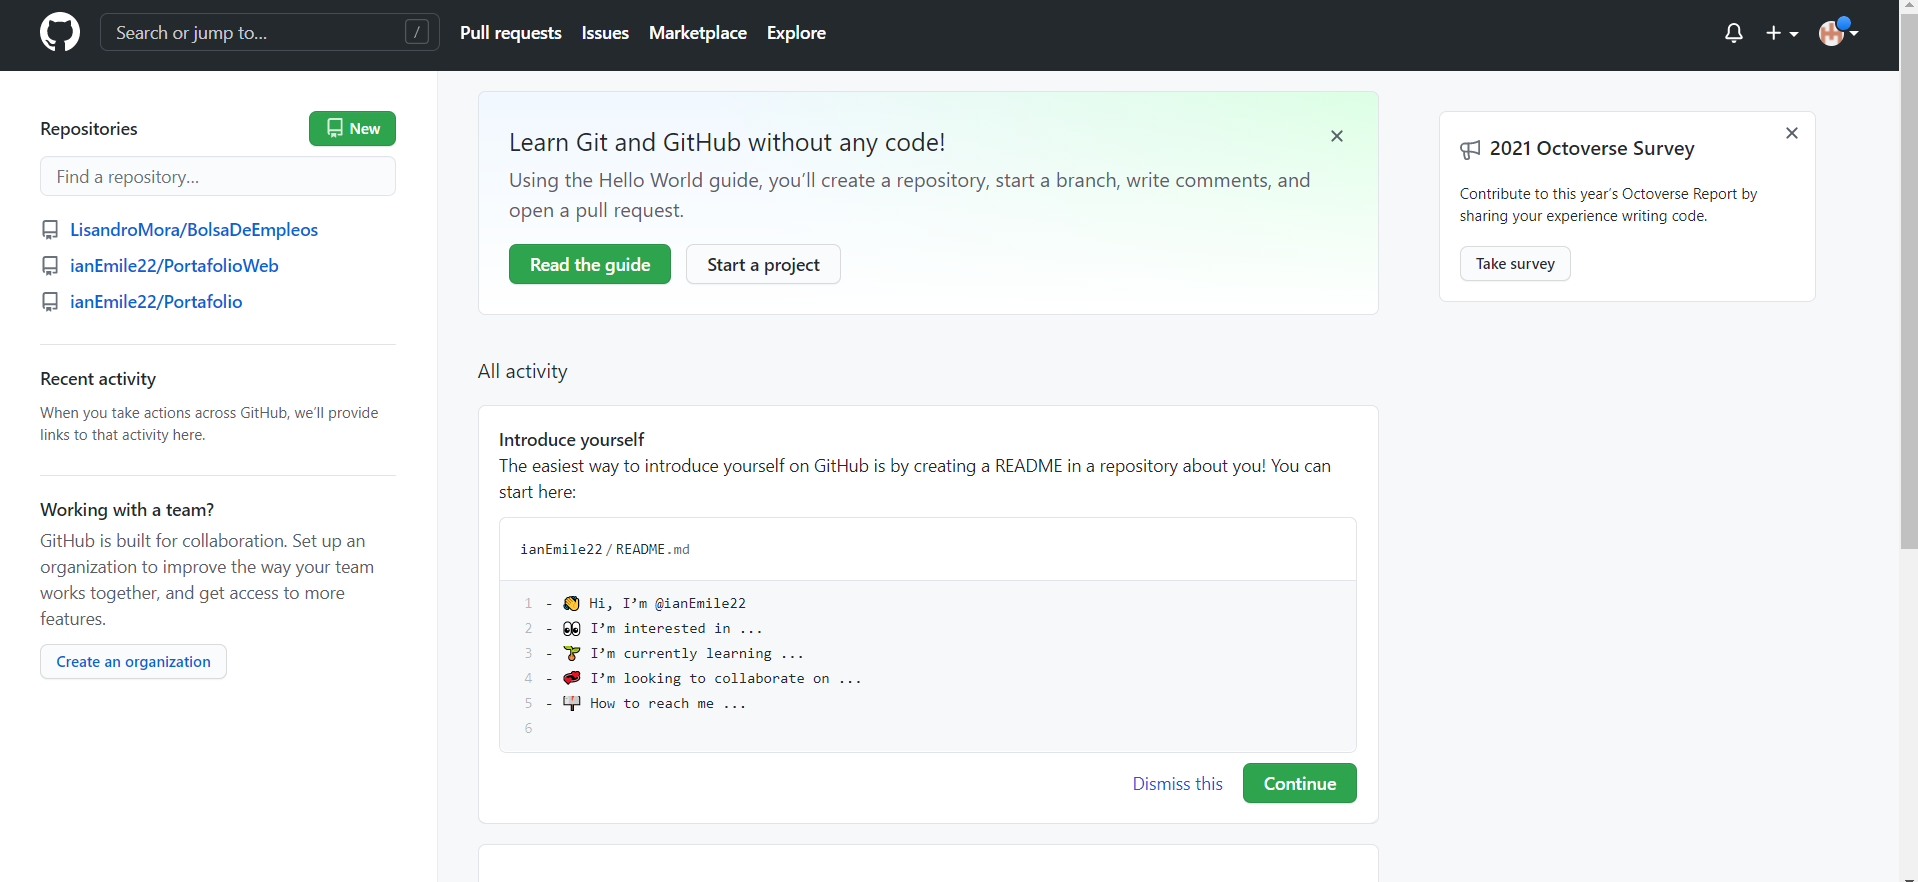 Search or jump to...
/
Pull requests
Issues
Marketplace
Explore
Repositories
New
Find a repository...
LisandroMora/BolsaDeEmpleos
ianEmile22/PortafolioWeb
ianEmile22/Portafolio
Recent activity
When you take actions across GitHub, we’ll provide
links to that activity here.
Working with a team?
GitHub is built for collaboration. Set up an
organization to improve the way your team
works together, and get access to more
features.
Create an organization
Learn Git and GitHub without any code!
Using the Hello World guide, you’ll create a repository, start a branch, write comments, and
open a pull request.
Read the guide
Start a project
All activity
Introduce yourself
The easiest way to introduce yourself on GitHub is by creating a README in a repository about you! You can
start here:
ianEmile22 / README.md
1 - 👋 Hi, I’m @ianEmile22
2 - 👀 I’m interested in ...
3 - 🌱 I’m currently learning ...
4 - 💞️ I’m looking to collaborate on ...
5 - 📫 How to reach me ...
6
Dismiss this
Continue
2021 Octoverse Survey
Contribute to this year’s Octoverse Report by
sharing your experience writing code.
Take survey